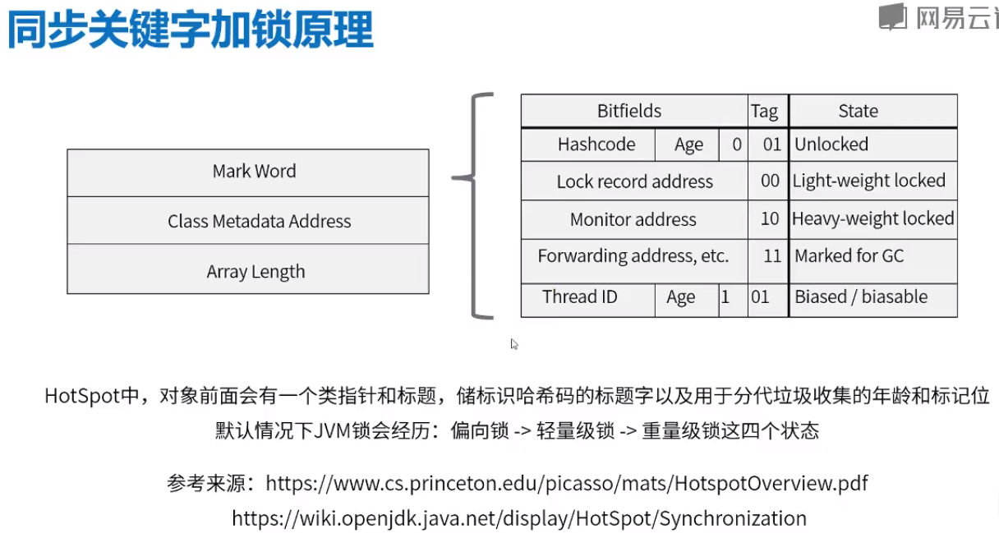 同步关键字加锁原理
网易云
Mark Word
Class Metadata Address
Array Length
Bitfields Tag State
Hashcode Age 0 01 Unlocked
Lock record address 00 Light-weight locked
Monitor address 10 Heavy-weight locked
Forwarding address, etc. 11 Marked for GC
Thread ID Age 1 01 Biased / biasable
HotSpot中，对象前面会有一个类指针和标题，储标识哈希码的标题字以及用于分代垃圾收集的年龄和标记位
默认情况下JVM锁会经历：偏向锁 -> 轻量级锁 -> 重量级锁这四个状态
参考来源：https://www.cs.princeton.edu/picasso/mats/HotspotOverview.pdf
https://wiki.openjdk.java.net/display/HotSpot/Synchronization